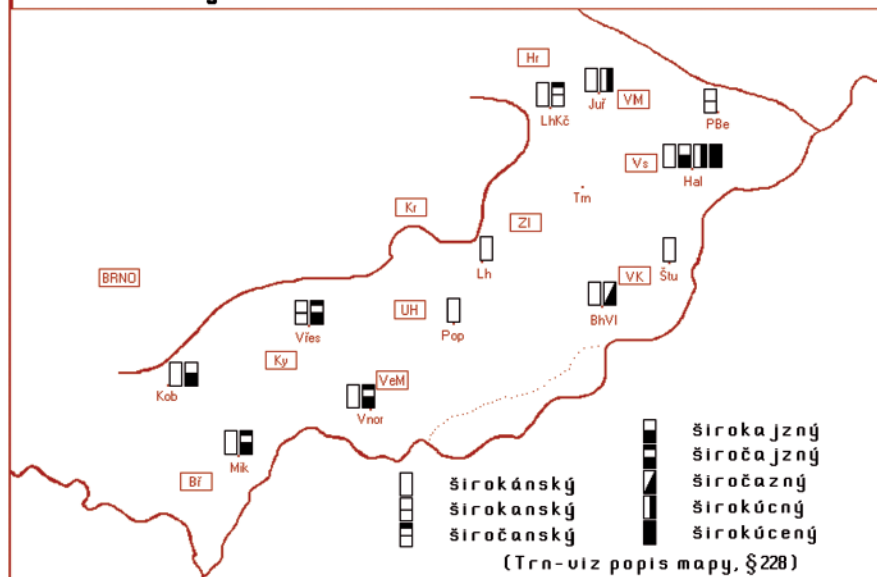 Hr
Juř
VM
LhKč
PBe
Vs
Hal
Trn
Kr
Zl
BRNO
Lh
VK
Štu
UH
BhVl
Vřes
Pop
Ky
VeM
Kob
Vnor
Mik
Bř
širokánský
širokanský
širočanský
širokajzný
širočajzný
širočazný
širokúcný
širokúcený
(Trn-viz popis mapy, §228)